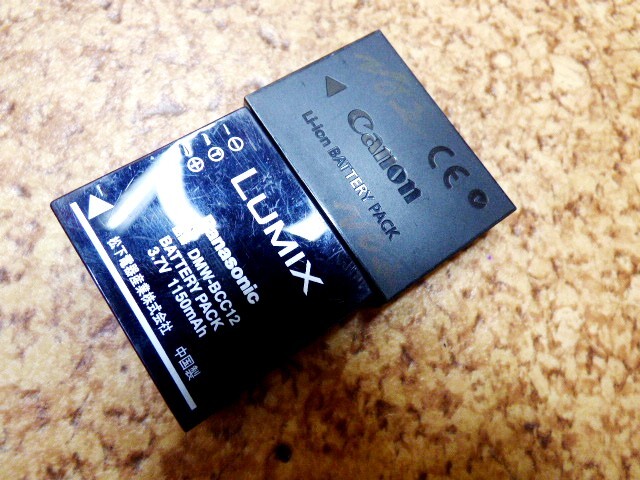 Canon
Li-ion BATTERY PACK
CE
LUMIX
Panasonic
DMW-BCC12
BATTERY PACK
3.7V 1150mAh
松下電器産業株式会社 中国製
− T +